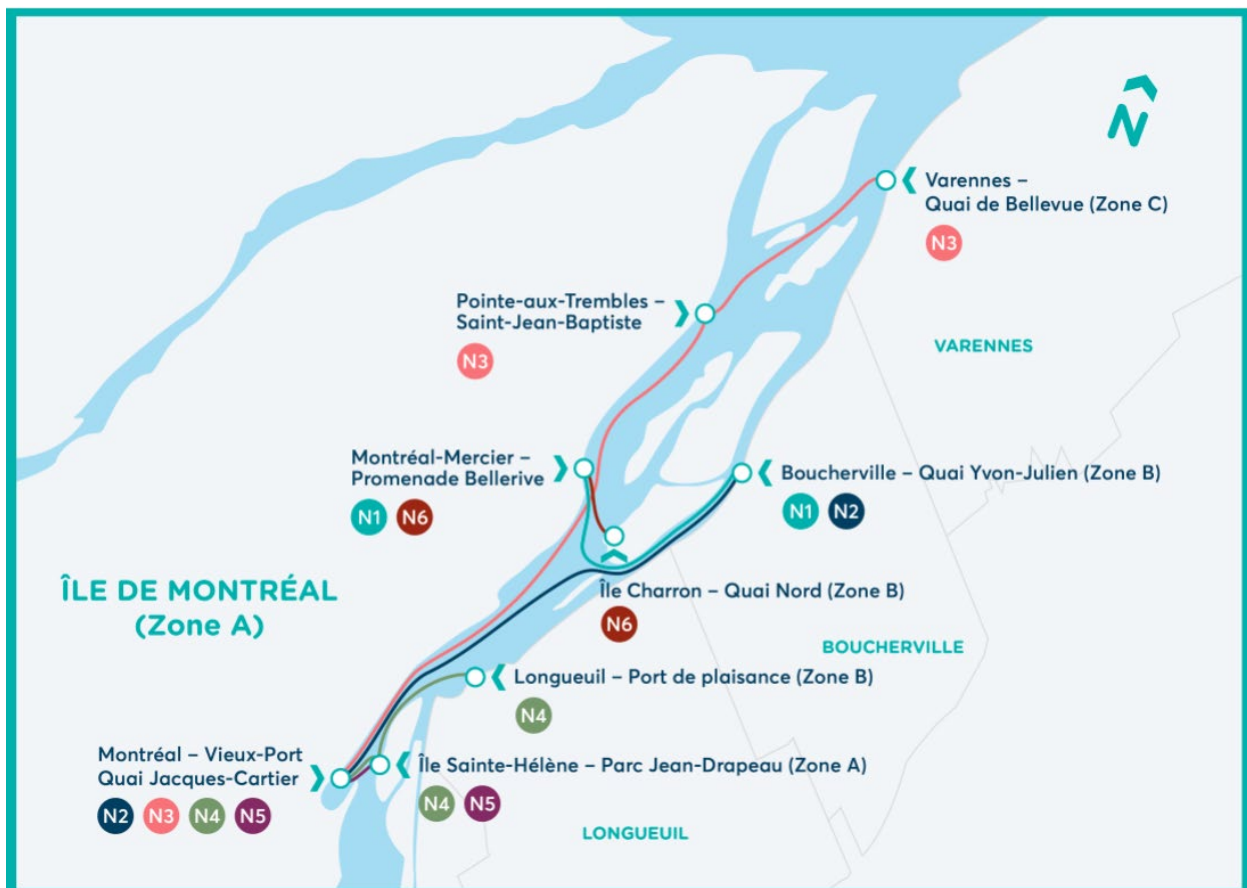 N
Varennes –
Quai de Bellevue (Zone C)
N3
Pointe-aux-Trembles –
Saint-Jean-Baptiste
N3
VARENNES
Montréal-Mercier –
Promenade Bellerive
N1 N6
Boucherville – Quai Yvon-Julien (Zone B)
N1 N2
ÎLE DE MONTRÉAL
(Zone A)
Île Charron – Quai Nord (Zone B)
N6
BOUCHERVILLE
Longueuil – Port de plaisance (Zone B)
N4
Montréal – Vieux-Port
Quai Jacques-Cartier
N2 N3 N4 N5
Île Sainte-Hélène – Parc Jean-Drapeau (Zone A)
N4 N5
LONGUEUIL